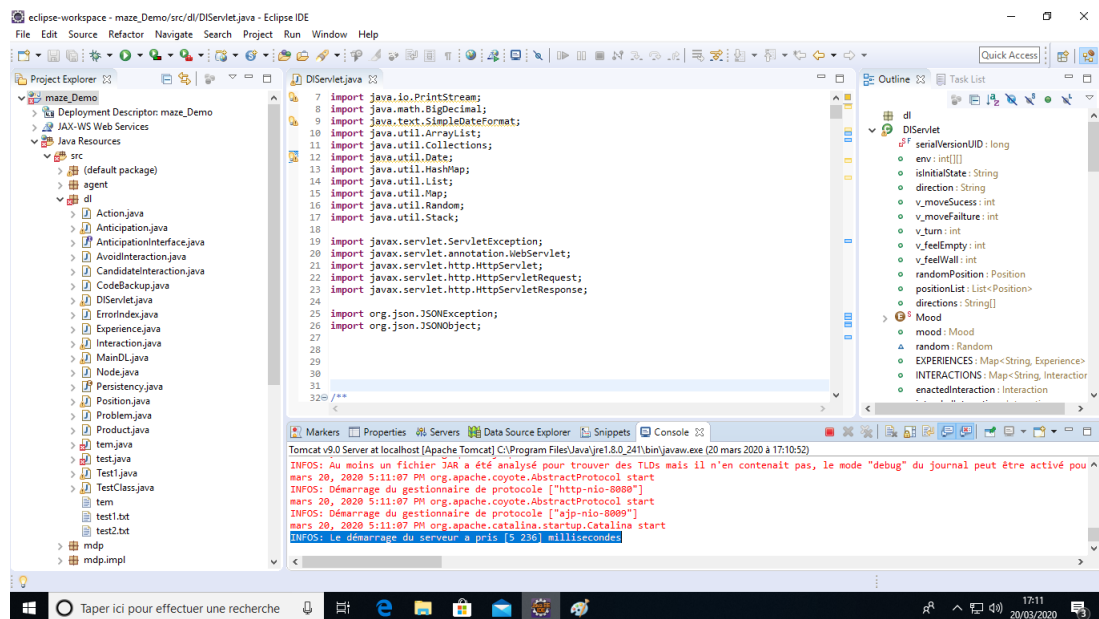 eclipse-workspace - maze_Demo/src/dl/DIServlet.java - Eclipse IDE
File Edit Source Refactor Navigate Search Project Run Window Help
Quick Access
Project Explorer
maze_Demo
Deployment Descriptor: maze_Demo
JAX-WS Web Services
Java Resources
src
(default package)
agent
dl
Action.java
Anticipation.java
AnticipationInterface.java
AvoidInteraction.java
CandidateInteraction.java
CodeBackup.java
DIServlet.java
ErrorIndex.java
Experience.java
Interaction.java
MainDL.java
Node.java
Persistency.java
Position.java
Problem.java
Product.java
tem.java
test.java
Test1.java
TestClass.java
tem
test1.txt
test2.txt
mdp
mdp.impl
DIServlet.java
7 import java.io.PrintStream;
8 import java.math.BigDecimal;
9 import java.text.SimpleDateFormat;
10 import java.util.ArrayList;
11 import java.util.Collections;
12 import java.util.Date;
13 import java.util.HashMap;
14 import java.util.List;
15 import java.util.Map;
16 import java.util.Random;
17 import java.util.Stack;
18
19 import javax.servlet.ServletException;
20 import javax.servlet.annotation.WebServlet;
21 import javax.servlet.http.HttpServlet;
22 import javax.servlet.http.HttpServletRequest;
23 import javax.servlet.http.HttpServletResponse;
24
25 import org.json.JSONException;
26 import org.json.JSONObject;
27
28
29
30
31
32 /**
Outline Task List
dl
DIServlet
serialVersionUID : long
env : int[][]
isInitialState : String
direction : String
v_moveSucess : int
v_moveFailture : int
v_turn : int
v_feelEmpty : int
v_feelWall : int
randomPosition : Position
positionList : List<Position>
directions : String[]
Mood
mood : Mood
random : Random
EXPERIENCES : Map<String, Experience>
INTERACTIONS : Map<String, Interaction
enactedInteraction : Interaction
Markers Properties Servers Data Source Explorer Snippets Console
Tomcat v9.0 Server at localhost [Apache Tomcat] C:\Program Files\Java\jre1.8.0_241\bin\javaw.exe (20 mars 2020 à 17:10:52)
INFOS: Au moins un fichier JAR a été analysé pour trouver des TLDs mais il n'en contenait pas, le mode "debug" du journal peut être activé pou
mars 20, 2020 5:11:07 PM org.apache.coyote.AbstractProtocol start
INFOS: Démarrage du gestionnaire de protocole ["http-nio-8080"]
mars 20, 2020 5:11:07 PM org.apache.coyote.AbstractProtocol start
INFOS: Démarrage du gestionnaire de protocole ["ajp-nio-8009"]
mars 20, 2020 5:11:07 PM org.apache.catalina.startup.Catalina start
INFOS: Le démarrage du serveur a pris [5 236] millisecondes
Taper ici pour effectuer une recherche
17:11
20/03/2020